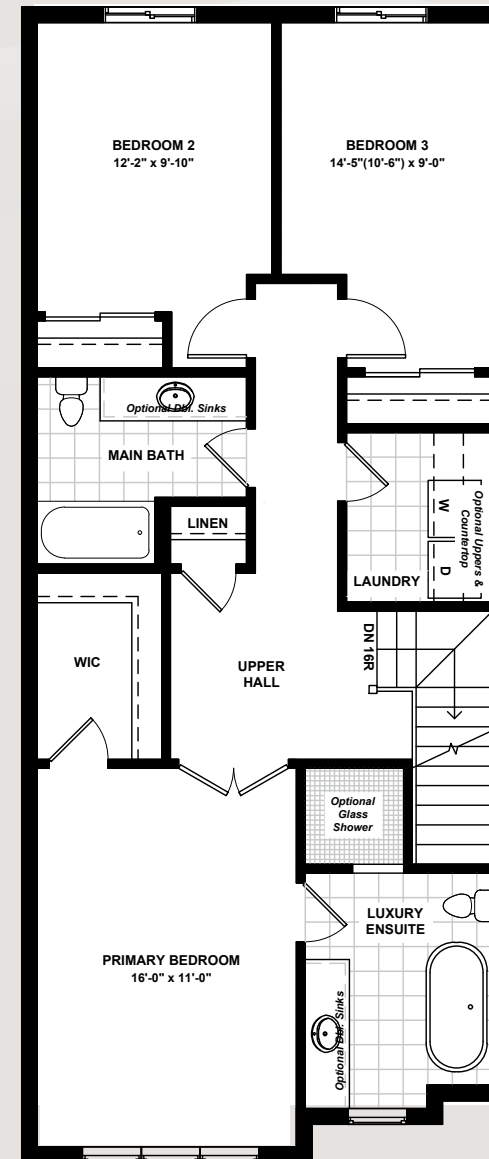 BEDROOM 2
12'-2" x 9'-10"
BEDROOM 3
14'-5"(10'-6") x 9'-0"
Optional Dbl. Sinks
MAIN BATH
LINEN
W
D
Optional Uppers &
Countertop
LAUNDRY
WIC
UPPER
HALL
DN 16R
Optional
Glass
Shower
LUXURY
ENSUITE
PRIMARY BEDROOM
16'-0" x 11'-0"
Optional Dbl. Sinks